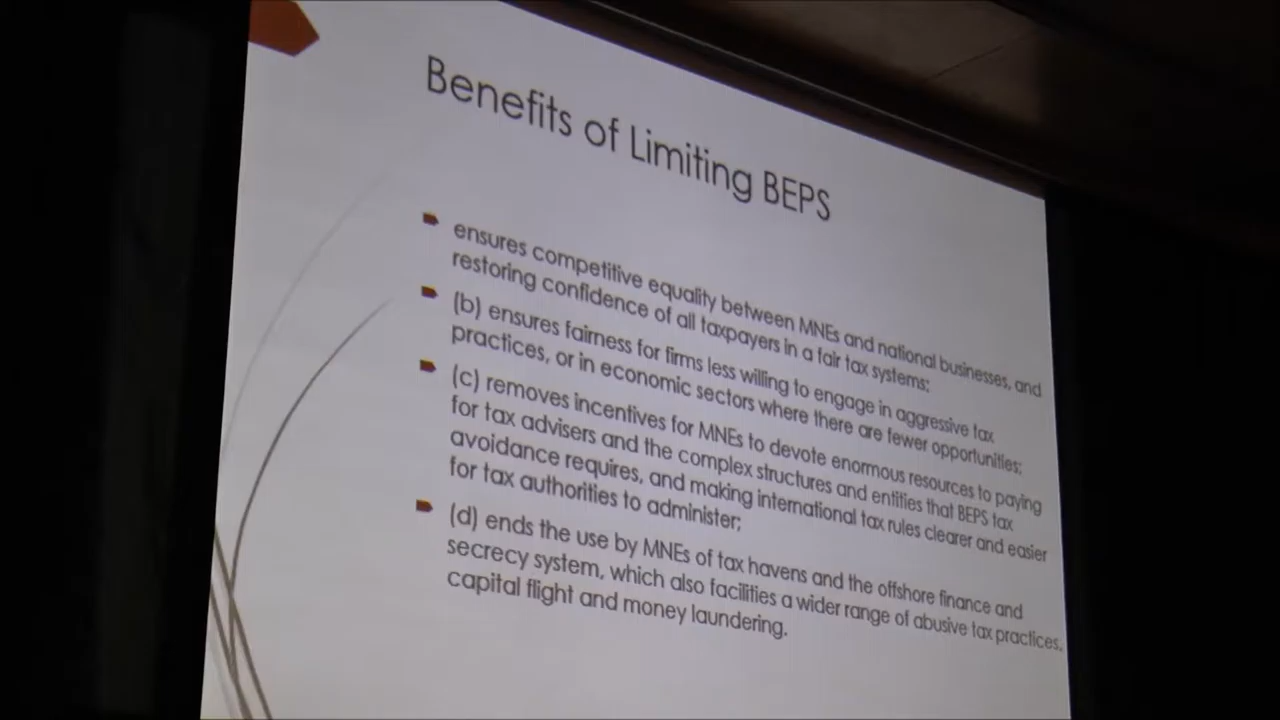 Benefits of Limiting BEPS
ensures competitive equality between MNEs and national businesses, and
restoring confidence of all taxpayers in a fair tax systems;
(b) ensures fairness for firms less willing to engage in aggressive tax
practices, or in economic sectors where there are fewer opportunities;
(c) removes incentives for MNEs to devote enormous resources to paying
for tax advisers and the complex structures and entities that BEPS tax
avoidance requires, and making international tax rules clearer and easier
for tax authorities to administer;
(d) ends the use by MNEs of tax havens and the offshore finance and
secrecy system, which also facilities a wider range of abusive tax practices,
capital flight and money laundering.